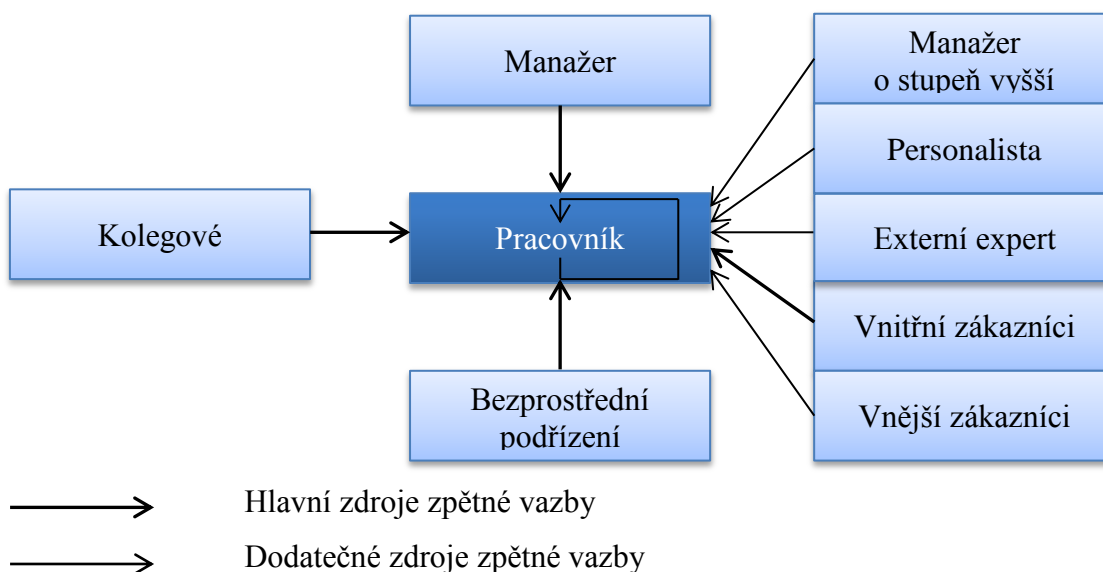 Manažer
Manažer
o stupeň vyšší
Personalista
Kolegové
Pracovník
Externí expert
Vnitřní zákazníci
Bezprostřední
podřízení
Vnější zákazníci
Hlavní zdroje zpětné vazby
Dodatečné zdroje zpětné vazby